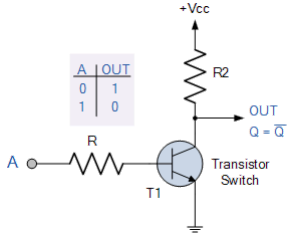 +Vcc
A OUT
0 1
1 0
R2
OUT
Q = Q̅
R
A
T1
Transistor
Switch